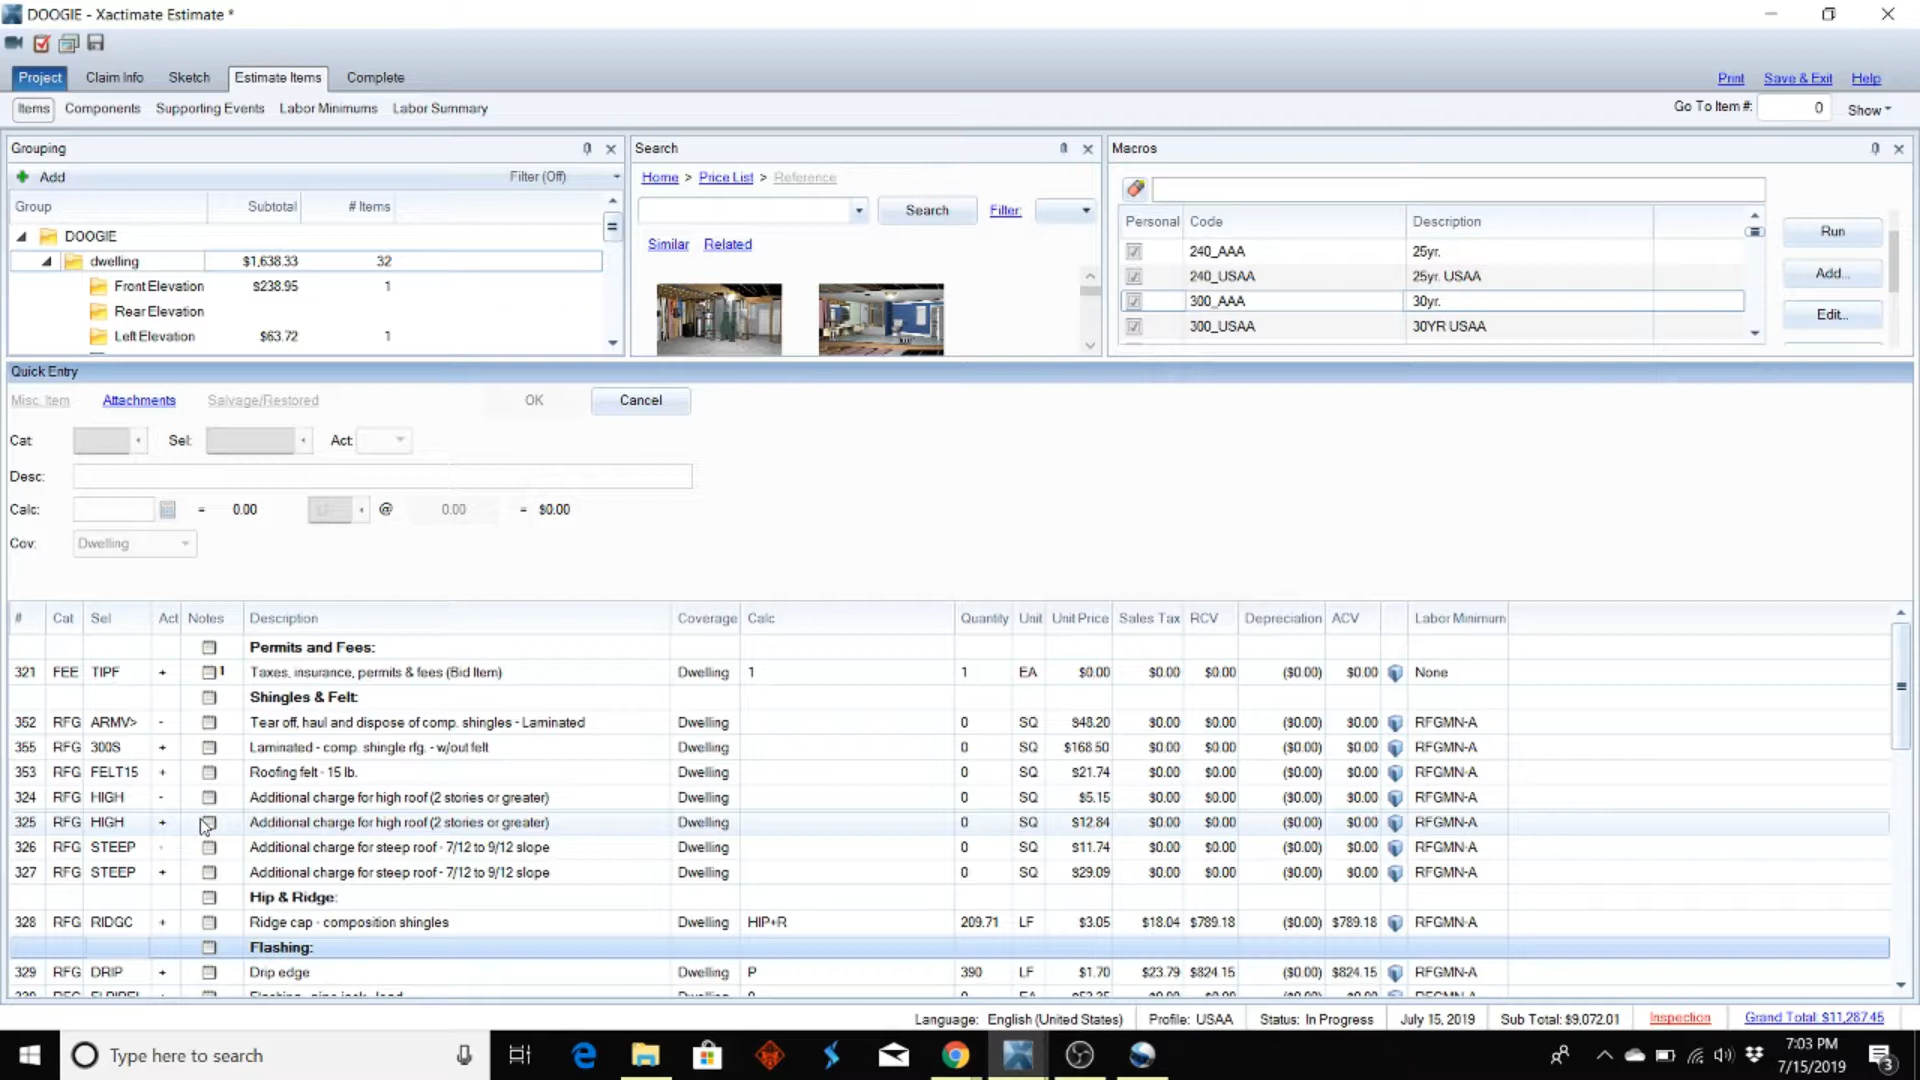 DOOGIE - Xactimate Estimate *
Project Claim Info Sketch Estimate Items Complete Print Save & Exit Help
Items Components Supporting Events Labor Minimums Labor Summary Go To Item #: 0 Show
Grouping Search Macros
Add Filter (Off) Home > Price List > Reference
Group Subtotal # Items Search Filter: Personal Code Description Run
DOOGIE Similar Related 240_AAA 25yr.
dwelling $1,638.33 32 240_USAA 25yr. USAA Add...
Front Elevation $238.95 1 300_AAA 30yr.
Rear Elevation 300_USAA 30YR USAA Edit...
Left Elevation $63.72 1
Quick Entry
Misc. Item Attachments Salvage/Restored OK Cancel
Cat: Sel: Act:
Desc:
Calc: = 0.00 @ 0.00 = $0.00
Cov: Dwelling
# Cat Sel Act Notes Description Coverage Calc Quantity Unit Unit Price Sales Tax RCV Depreciation ACV Labor Minimum
Permits and Fees:
321 FEE TIPF + 1 Taxes, insurance, permits & fees (Bid Item) Dwelling 1 1 EA $0.00 $0.00 $0.00 ($0.00) $0.00 None
Shingles & Felt:
352 RFG ARMV> - Tear off, haul and dispose of comp. shingles - Laminated Dwelling 0 SQ $48.20 $0.00 $0.00 ($0.00) $0.00 RFGMN-A
355 RFG 300S + Laminated - comp. shingle rfg. - w/out felt Dwelling 0 SQ $168.50 $0.00 $0.00 ($0.00) $0.00 RFGMN-A
353 RFG FELT15 + Roofing felt - 15 lb. Dwelling 0 SQ $21.74 $0.00 $0.00 ($0.00) $0.00 RFGMN-A
324 RFG HIGH - Additional charge for high roof (2 stories or greater) Dwelling 0 SQ $5.15 $0.00 $0.00 ($0.00) $0.00 RFGMN-A
325 RFG HIGH + Additional charge for high roof (2 stories or greater) Dwelling 0 SQ $12.84 $0.00 $0.00 ($0.00) $0.00 RFGMN-A
326 RFG STEEP - Additional charge for steep roof - 7/12 to 9/12 slope Dwelling 0 SQ $11.74 $0.00 $0.00 ($0.00) $0.00 RFGMN-A
327 RFG STEEP + Additional charge for steep roof - 7/12 to 9/12 slope Dwelling 0 SQ $29.09 $0.00 $0.00 ($0.00) $0.00 RFGMN-A
Hip & Ridge:
328 RFG RIDGC + Ridge cap - composition shingles Dwelling HIP+R 209.71 LF $3.05 $18.04 $789.18 ($0.00) $789.18 RFGMN-A
Flashing:
329 RFG DRIP + Drip edge Dwelling P 390 LF $1.70 $23.79 $824.15 ($0.00) $824.15 RFGMN-A
Language: English (United States) Profile: USAA Status: In Progress July 15, 2019 Sub Total: $9,072.01 Inspection Grand Total: $11,287.45
Type here to search 7:03 PM
7/15/2019 3